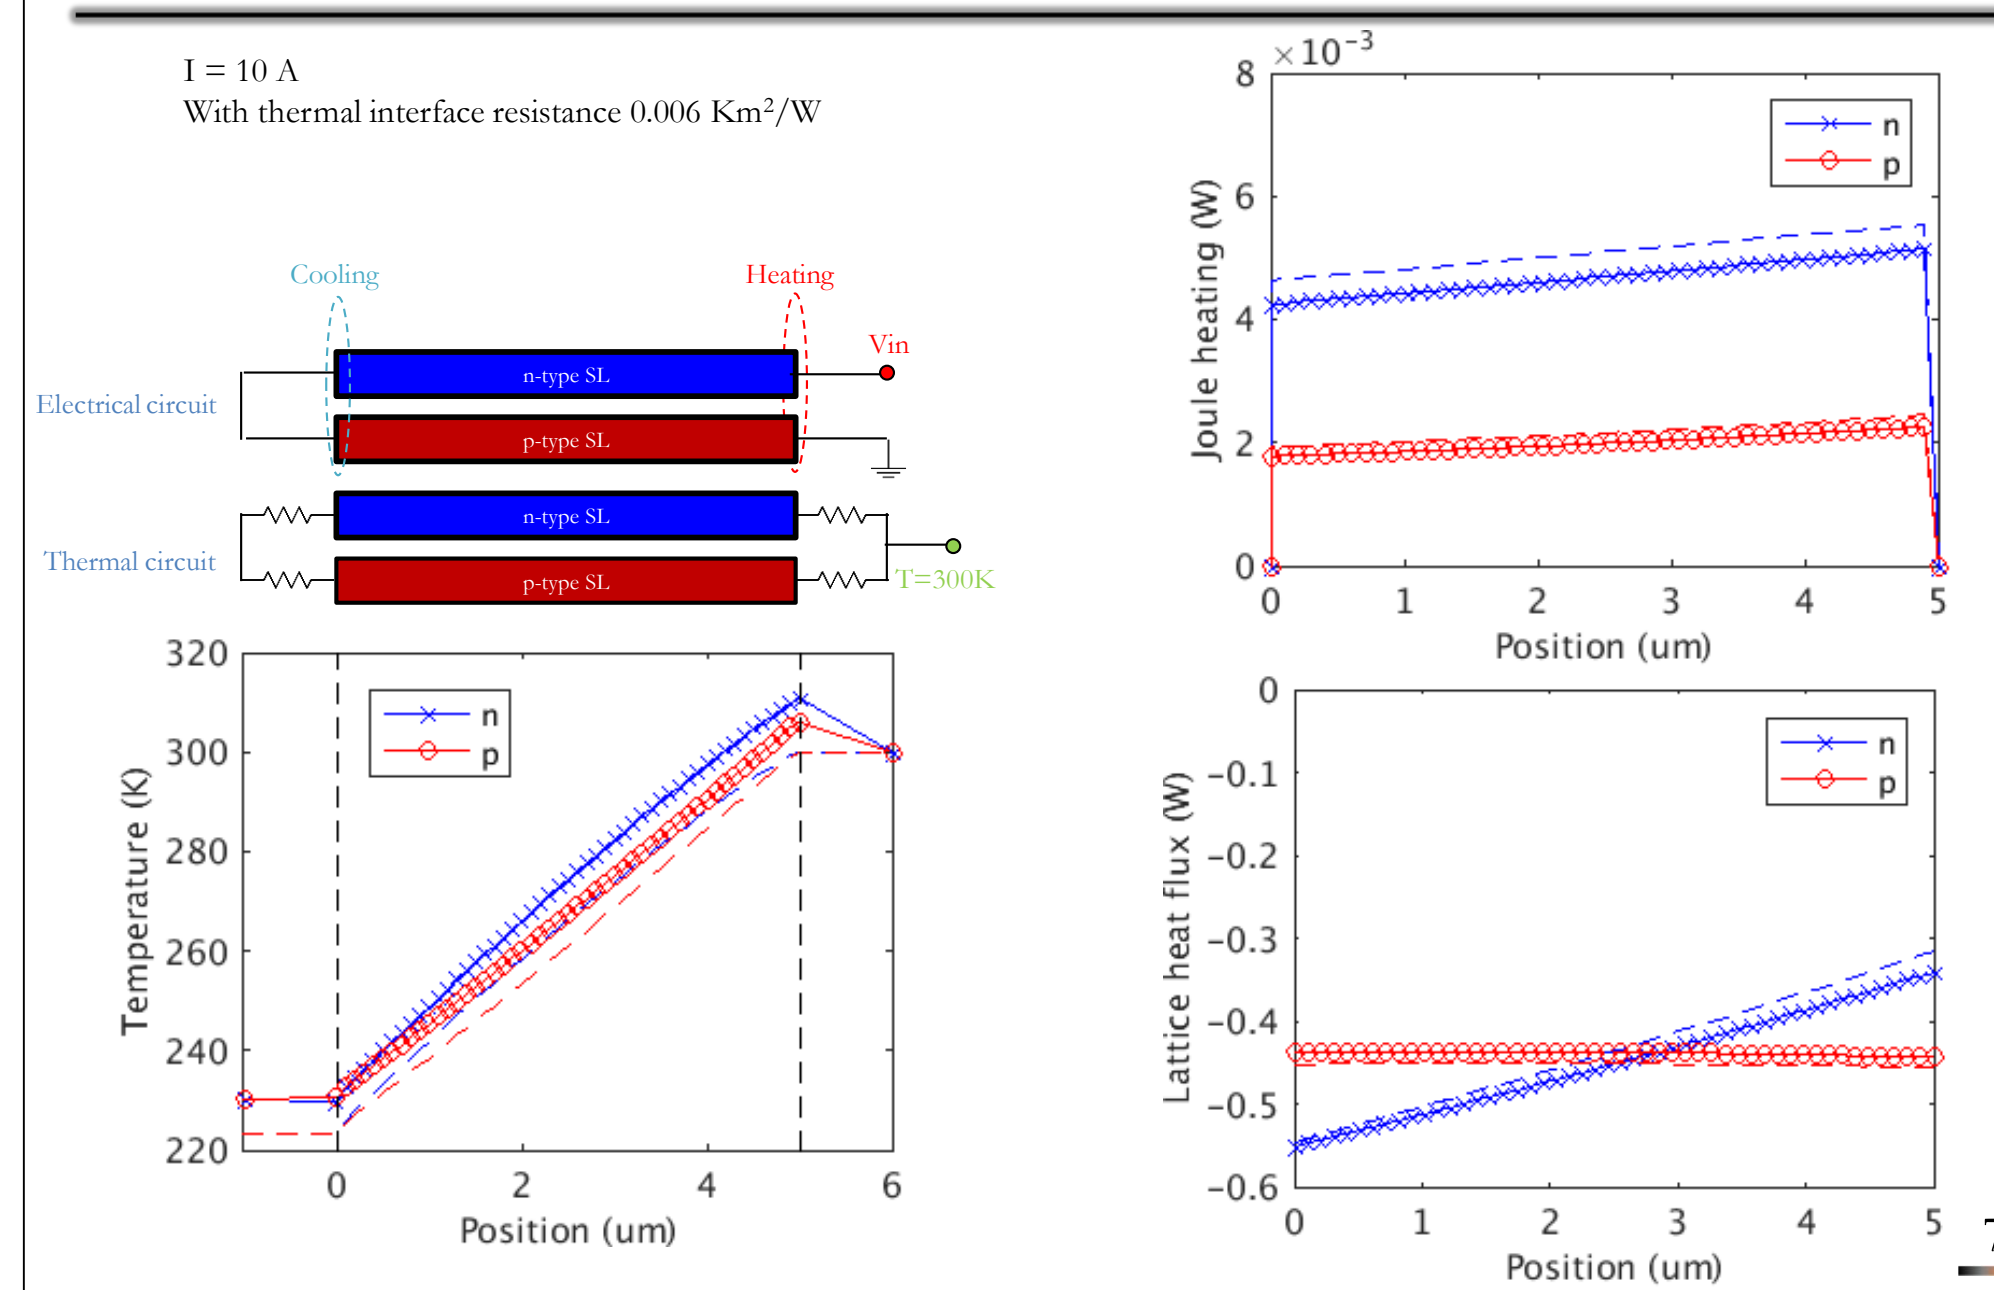 I = 10 A
With thermal interface resistance 0.006 Km²/W
Cooling
Heating
Vin
n-type SL
Electrical circuit
p-type SL
n-type SL
Thermal circuit
p-type SL
T=300K
×10⁻³
8
6
4
2
0
Joule heating (W)
n
p
0 1 2 3 4 5
Position (um)
320
300
280
260
240
220
Temperature (K)
n
p
0 2 4 6
Position (um)
0
−0.1
−0.2
−0.3
−0.4
−0.5
−0.6
Lattice heat flux (W)
n
p
0 1 2 3 4 5
Position (um)